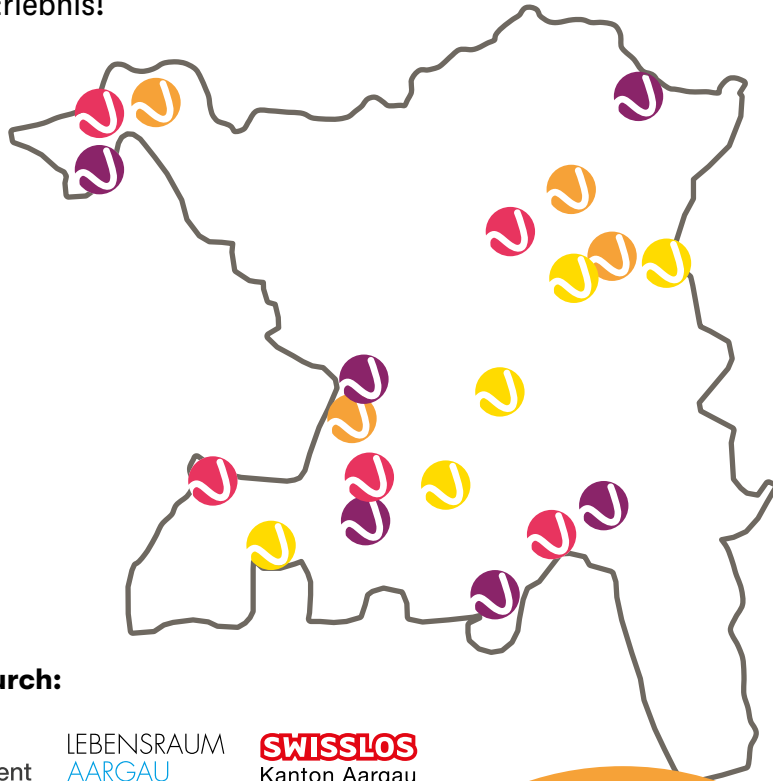 rlebnis!
urch:
LEBENSRAUM
AARGAU
SWISSLOS
Kanton Aargau
ent